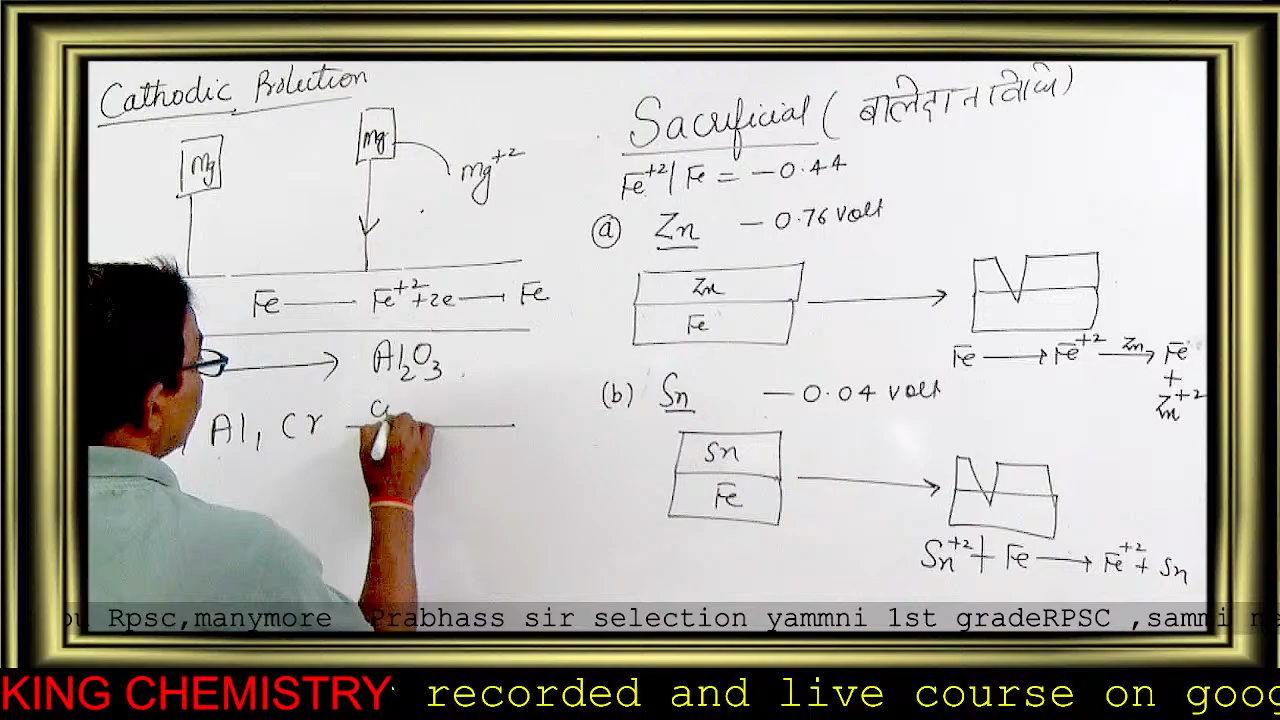 Cathodic Protection
Mg
Mg
Mg+2
Fe — Fe+2+2e → Fe
→ Al2O3
Al, Cr
Sacrificial (बलिदान विधि)
Fe+2/Fe = -0.44
(a) Zn -0.76 volt
Zn
Fe
→
Fe → Fe+2 Zn→ Fe
+
Zn+2
(b) Sn -0.04 volt
Sn
Fe
→
Sn+2 + Fe → Fe+2 + Sn
Rpsc,manymore Prabhass sir selection yammni 1st gradeRPSC ,sammi
KING CHEMISTRY recorded and live course on goog